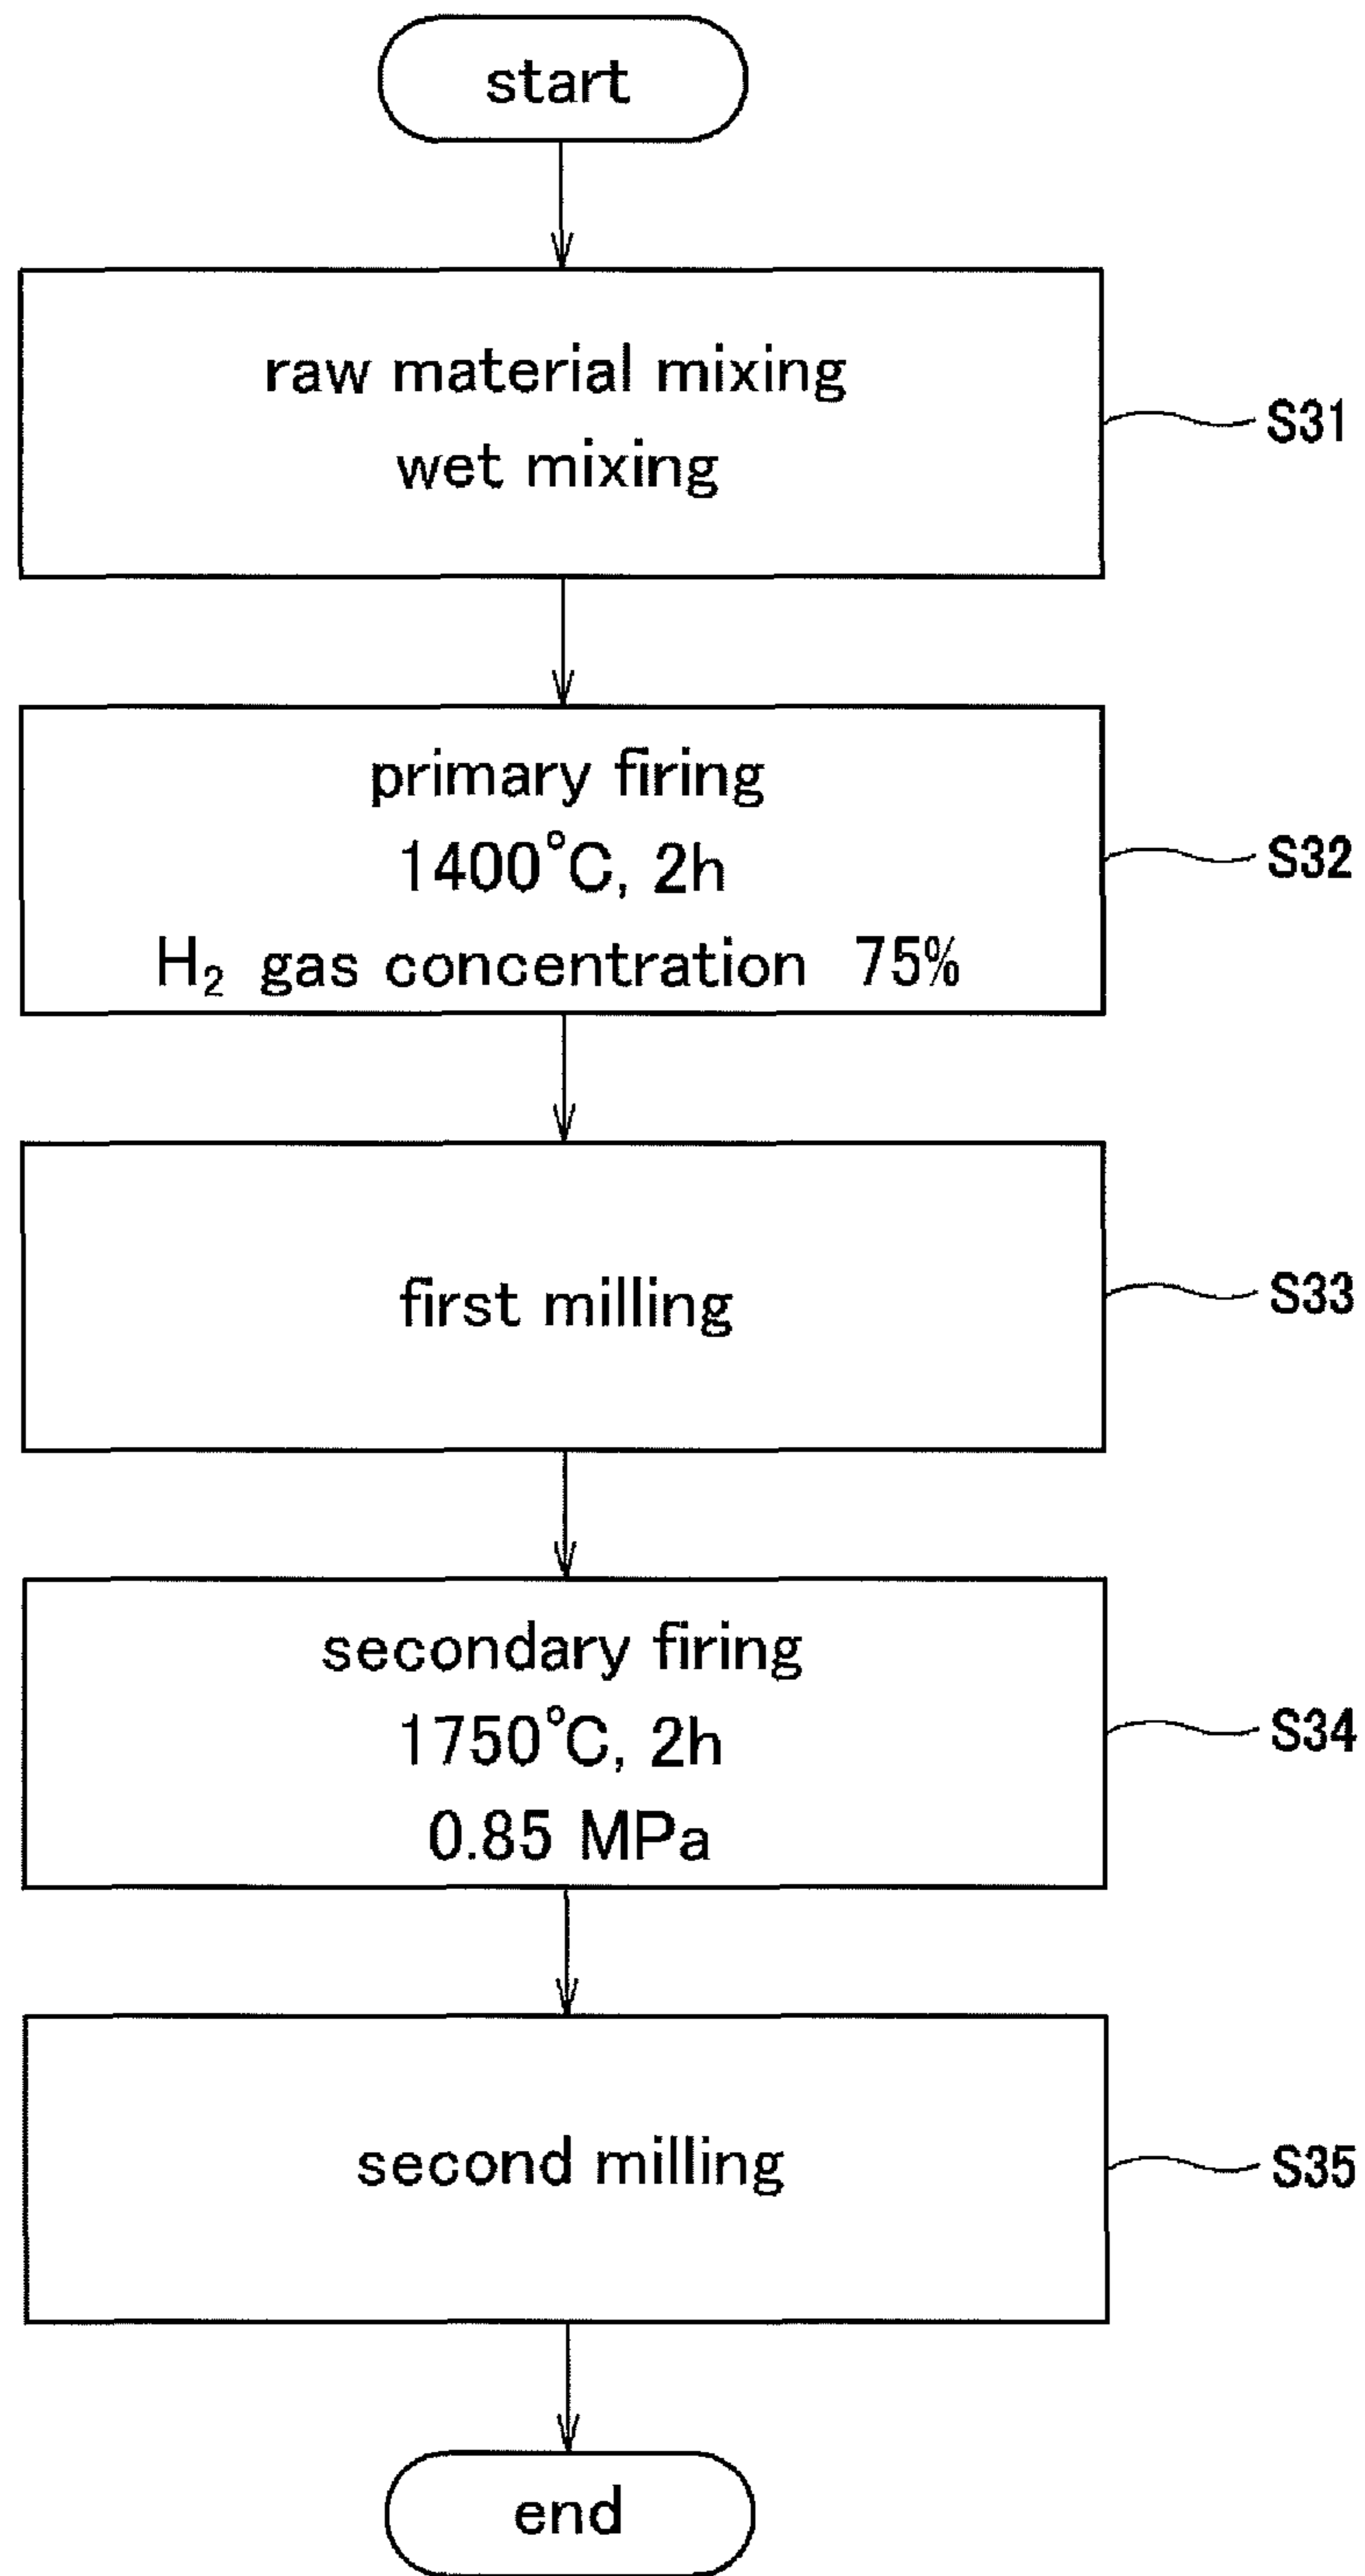 start
raw material mixing
wet mixing
S31
primary firing
1400°C, 2h
H₂ gas concentration 75%
S32
first milling
S33
secondary firing
1750°C, 2h
0.85 MPa
S34
second milling
S35
end